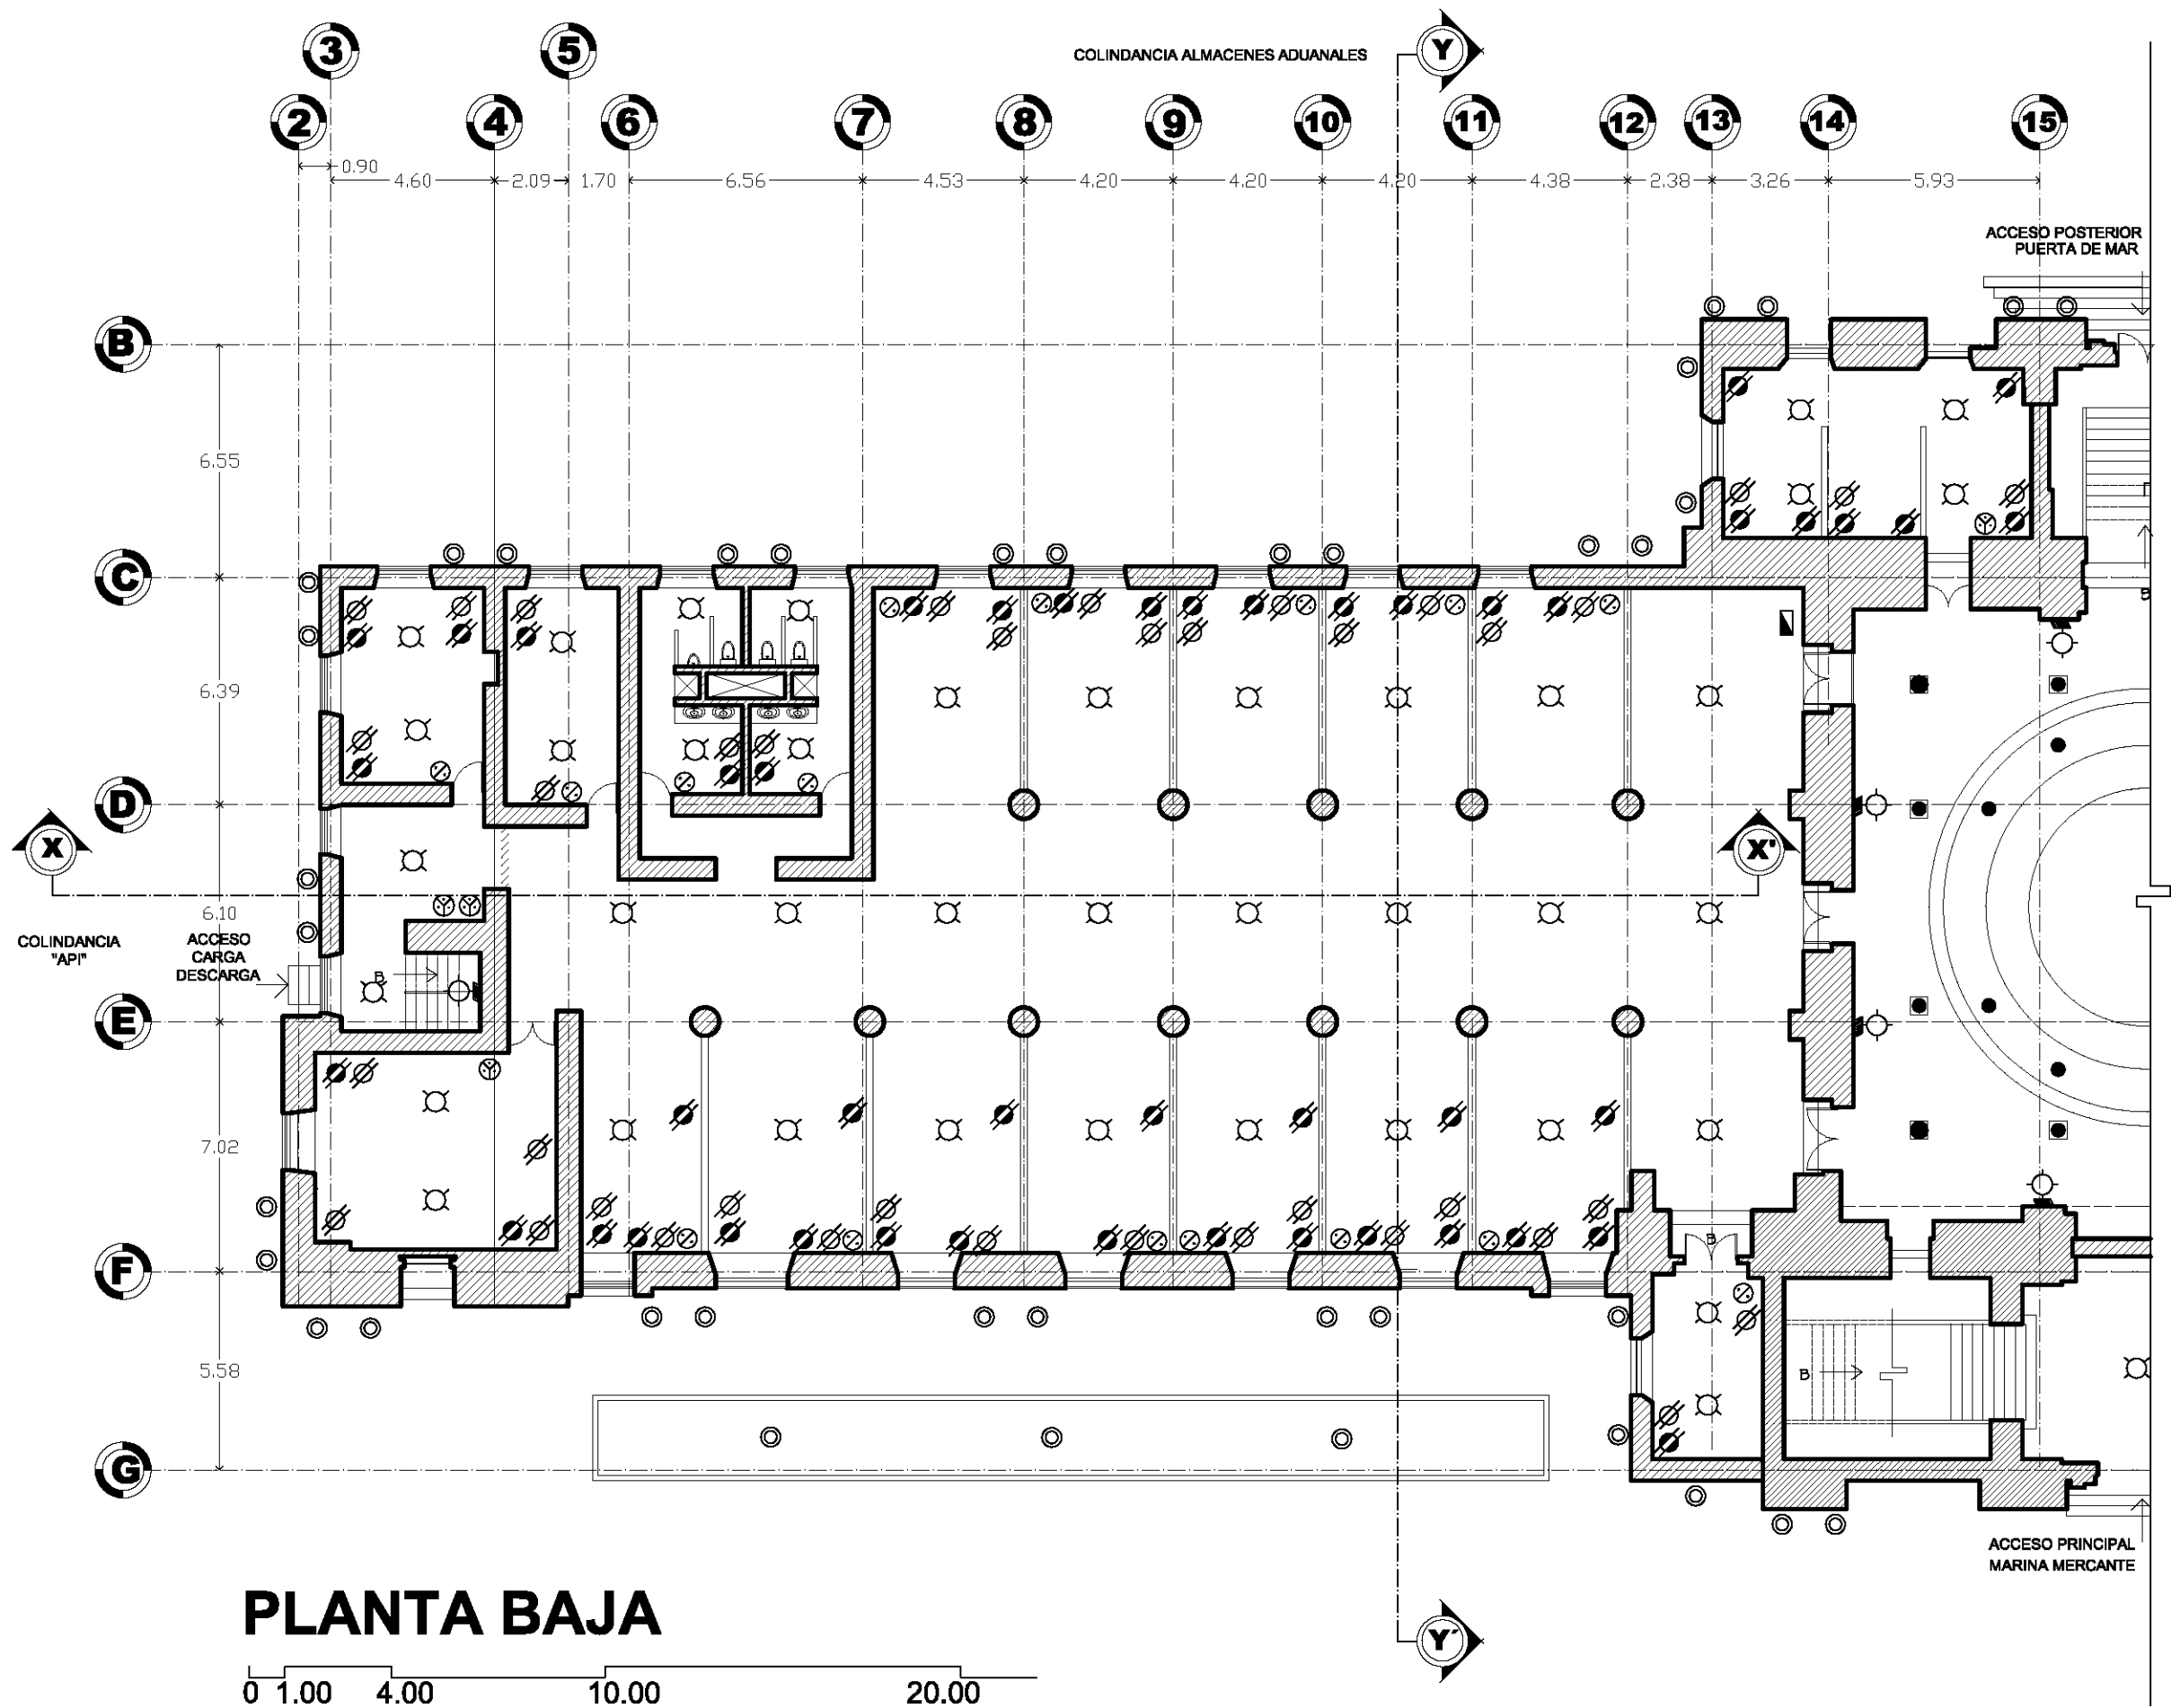 3
5
COLINDANCIA ALMACENES ADUANALES
Y
2
4
6
7
8
9
10
11
12
13
14
15
0.90
4.60
2.09
1.70
6.56
4.53
4.20
4.20
4.20
4.38
2.38
3.26
5.93
ACCESO POSTERIOR
PUERTA DE MAR
B
6.55
C
B
6.39
D
X
X'
6.10
COLINDANCIA
"API"
ACCESO
CARGA
DESCARGA
B
E
7.02
B
F
5.58
B
G
ACCESO PRINCIPAL
MARINA MERCANTE
PLANTA BAJA
Y´
0 1.00 4.00 10.00 20.00